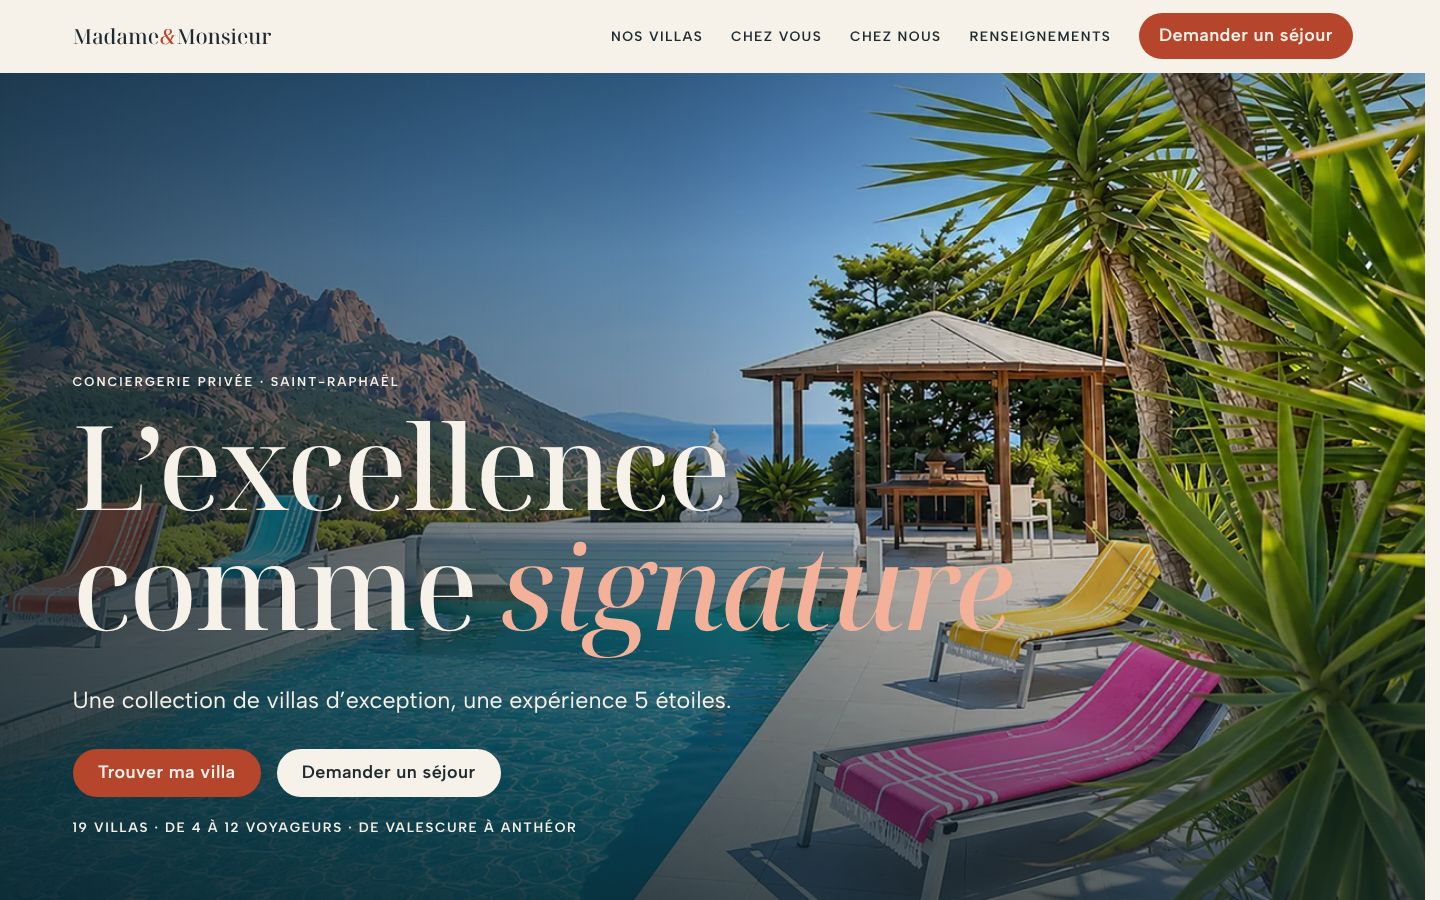 Madame&Monsieur
NOS VILLAS
CHEZ VOUS
CHEZ NOUS
RENSEIGNEMENTS
Demander un séjour
CONCIERGERIE PRIVÉE · SAINT-RAPHAËL
L’excellence
comme signature
Une collection de villas d’exception, une expérience 5 étoiles.
Trouver ma villa
Demander un séjour
19 VILLAS · DE 4 À 12 VOYAGEURS · DE VALESCURE À ANTHÉOR